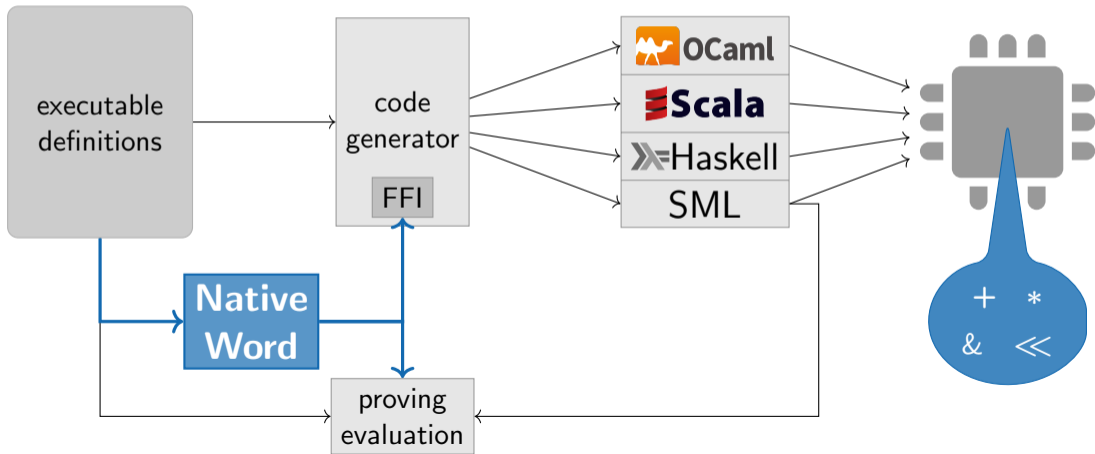 executable
definitions
code
generator
FFI
OCaml
Scala
Haskell
SML
Native
Word
proving
evaluation
+ *
& ≪